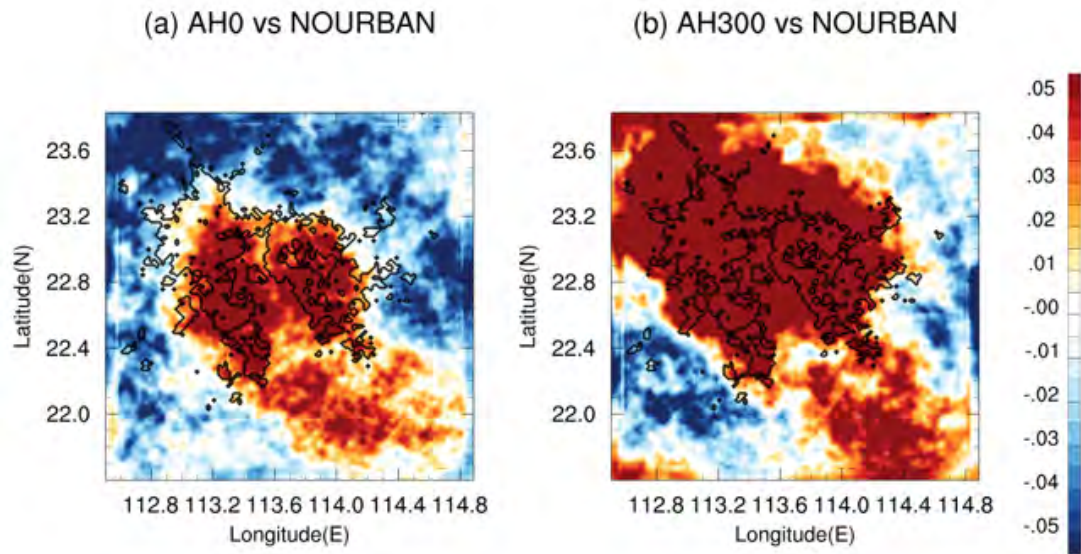 (a) AH0 vs NOURBAN
(b) AH300 vs NOURBAN
Latitude(N)
23.6
23.2
22.8
22.4
22.0
112.8 113.2 113.6 114.0 114.4 114.8
Longitude(E)
Latitude(N)
23.6
23.2
22.8
22.4
22.0
112.8 113.2 113.6 114.0 114.4 114.8
Longitude(E)
.05
.04
.03
.02
.01
-.00
-.01
-.02
-.03
-.04
-.05